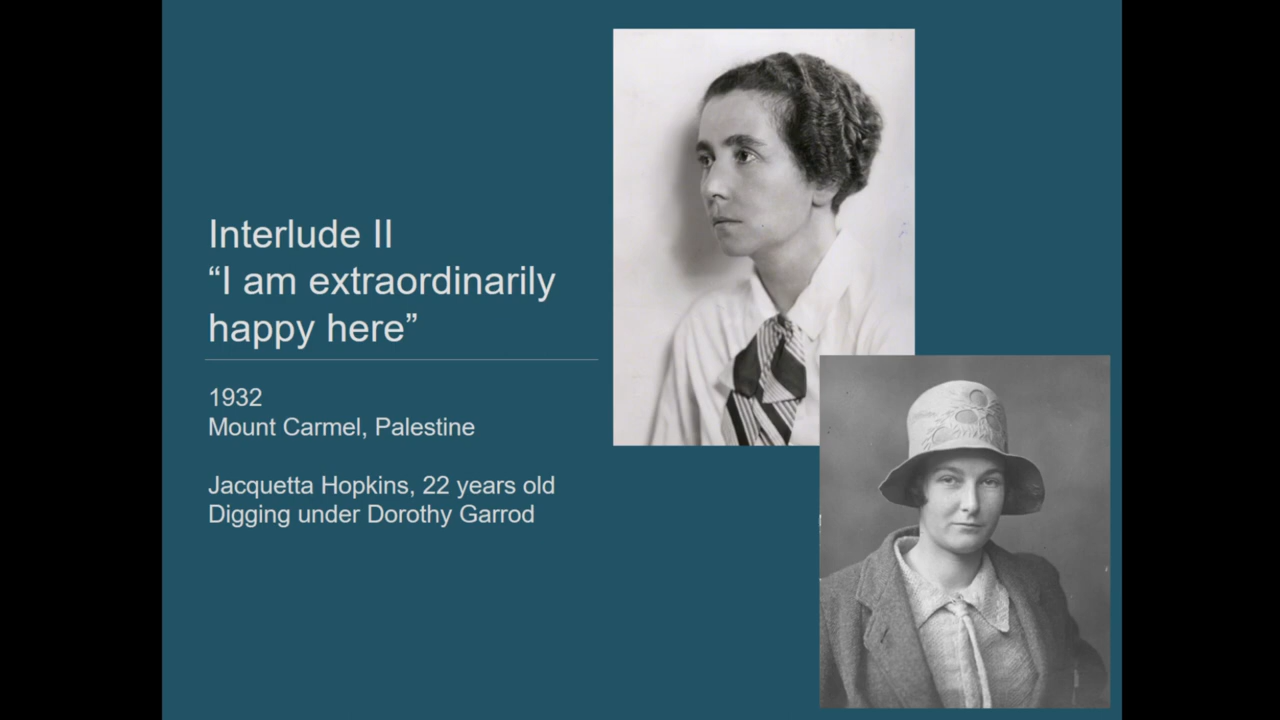 Interlude II
“I am extraordinarily
happy here”
1932
Mount Carmel, Palestine
Jacquetta Hopkins, 22 years old
Digging under Dorothy Garrod